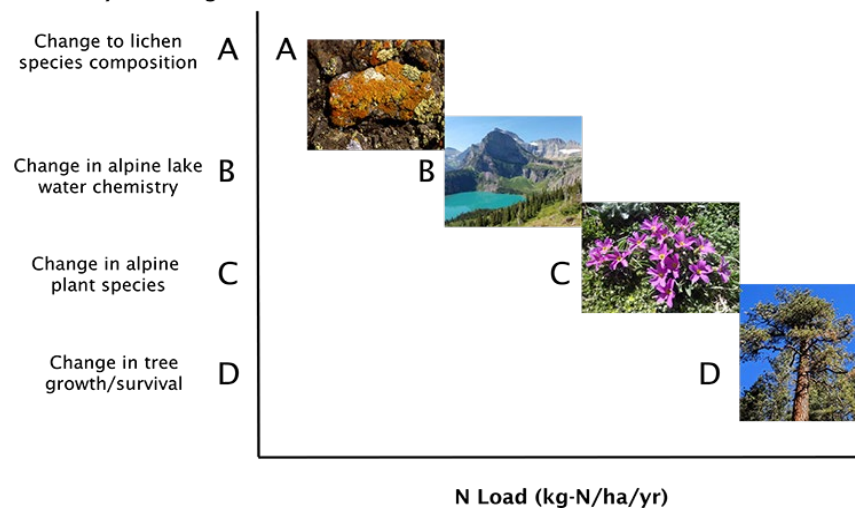 Change to lichen
species composition
A
A
Change in alpine lake
water chemistry
B
B
Change in alpine
plant species
C
C
Change in tree
growth/survival
D
D
N Load (kg-N/ha/yr)